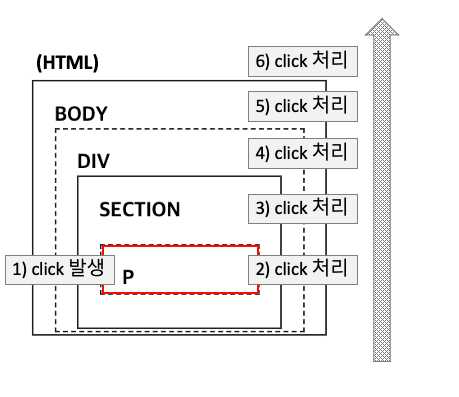 (HTML)
6) click 처리
BODY
5) click 처리
DIV
4) click 처리
SECTION
3) click 처리
1) click 발생
P
2) click 처리